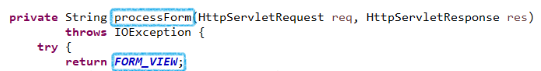 private String processForm(HttpServletRequest req, HttpServletResponse res)
throws IOException {
try {
return FORM_VIEW;